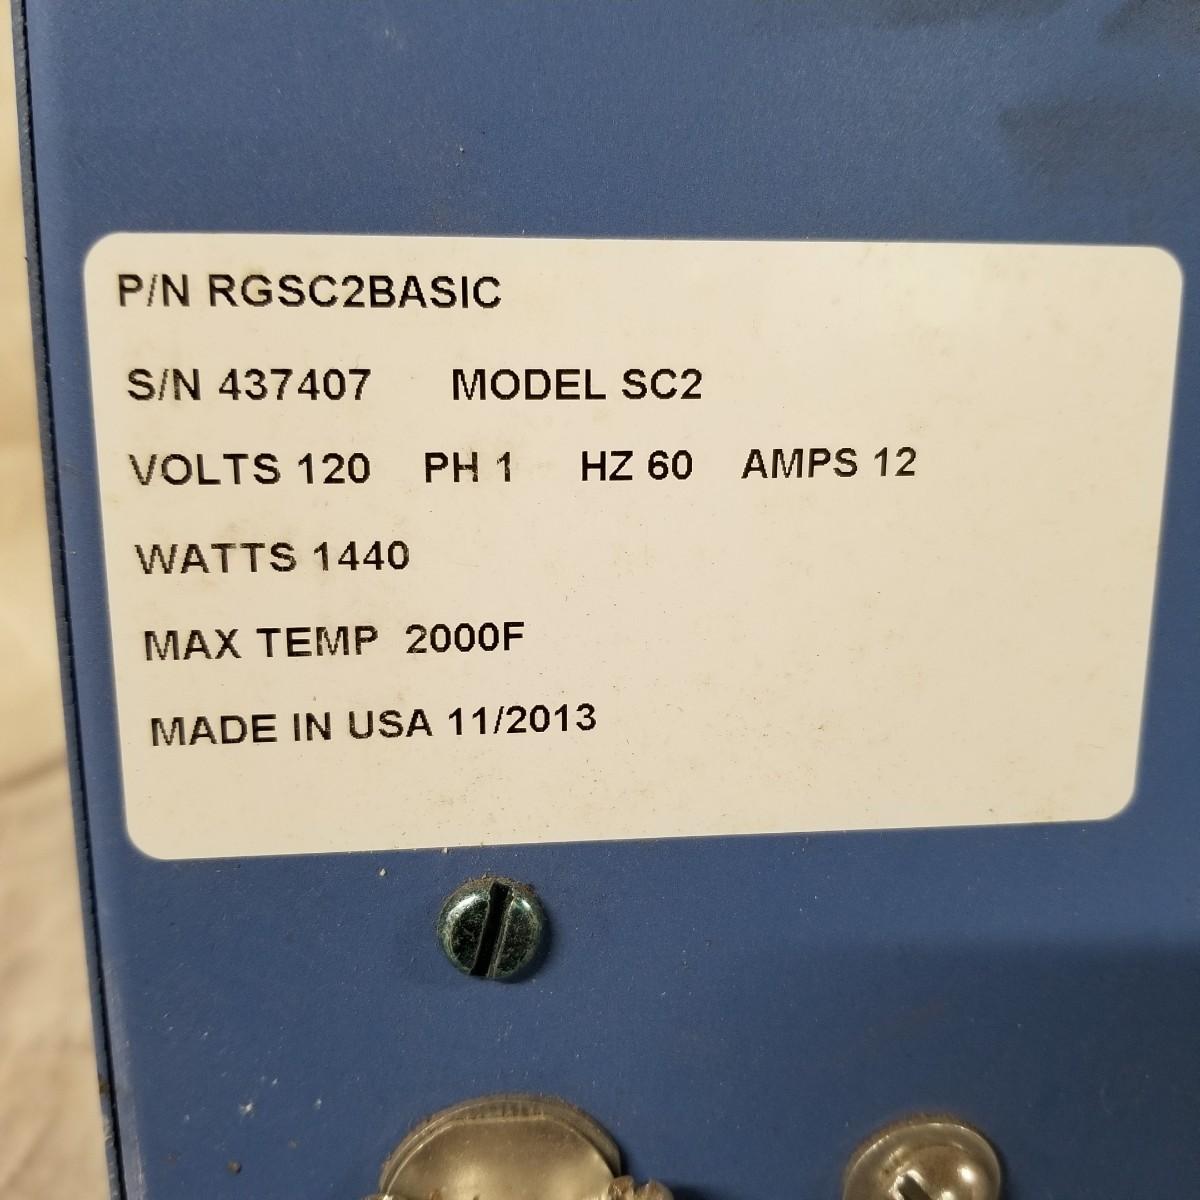 P/N RGSC2BASIC
S/N 437407 MODEL SC2
VOLTS 120 PH 1 HZ 60 AMPS 12
WATTS 1440
MAX TEMP 2000F
MADE IN USA 11/2013